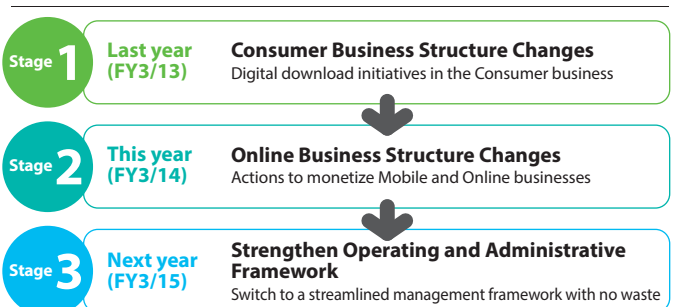 Stage 1
Last year
(FY3/13)
Consumer Business Structure Changes
Digital download initiatives in the Consumer business
Stage 2
This year
(FY3/14)
Online Business Structure Changes
Actions to monetize Mobile and Online businesses
Stage 3
Next year
(FY3/15)
Strengthen Operating and Administrative
Framework
Switch to a streamlined management framework with no waste